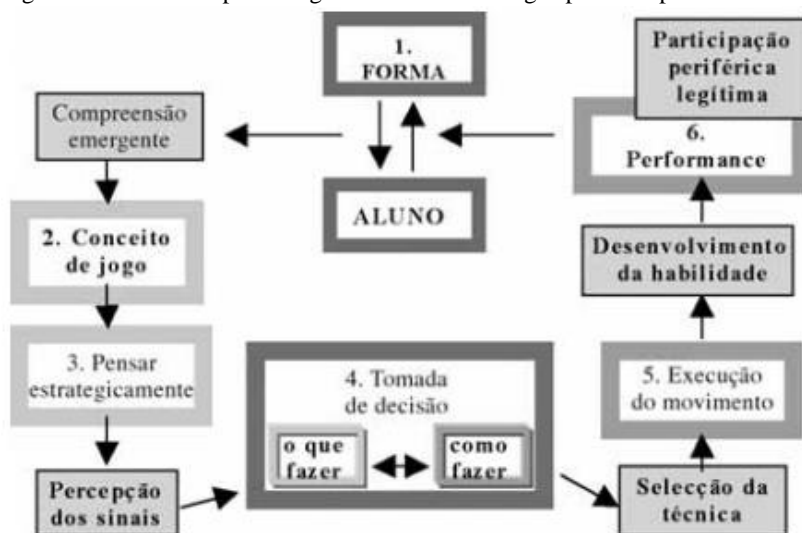 1.
FORMA
ALUNO
Compreensão
emergente
2. Conceito
de jogo
3. Pensar
estrategicamente
Percepção
dos sinais
4. Tomada
de decisão
o que
fazer
como
fazer
Selecção da
técnica
5. Execução
do movimento
Desenvolvimento
da habilidade
6.
Performance
Participação
periférica
legítima